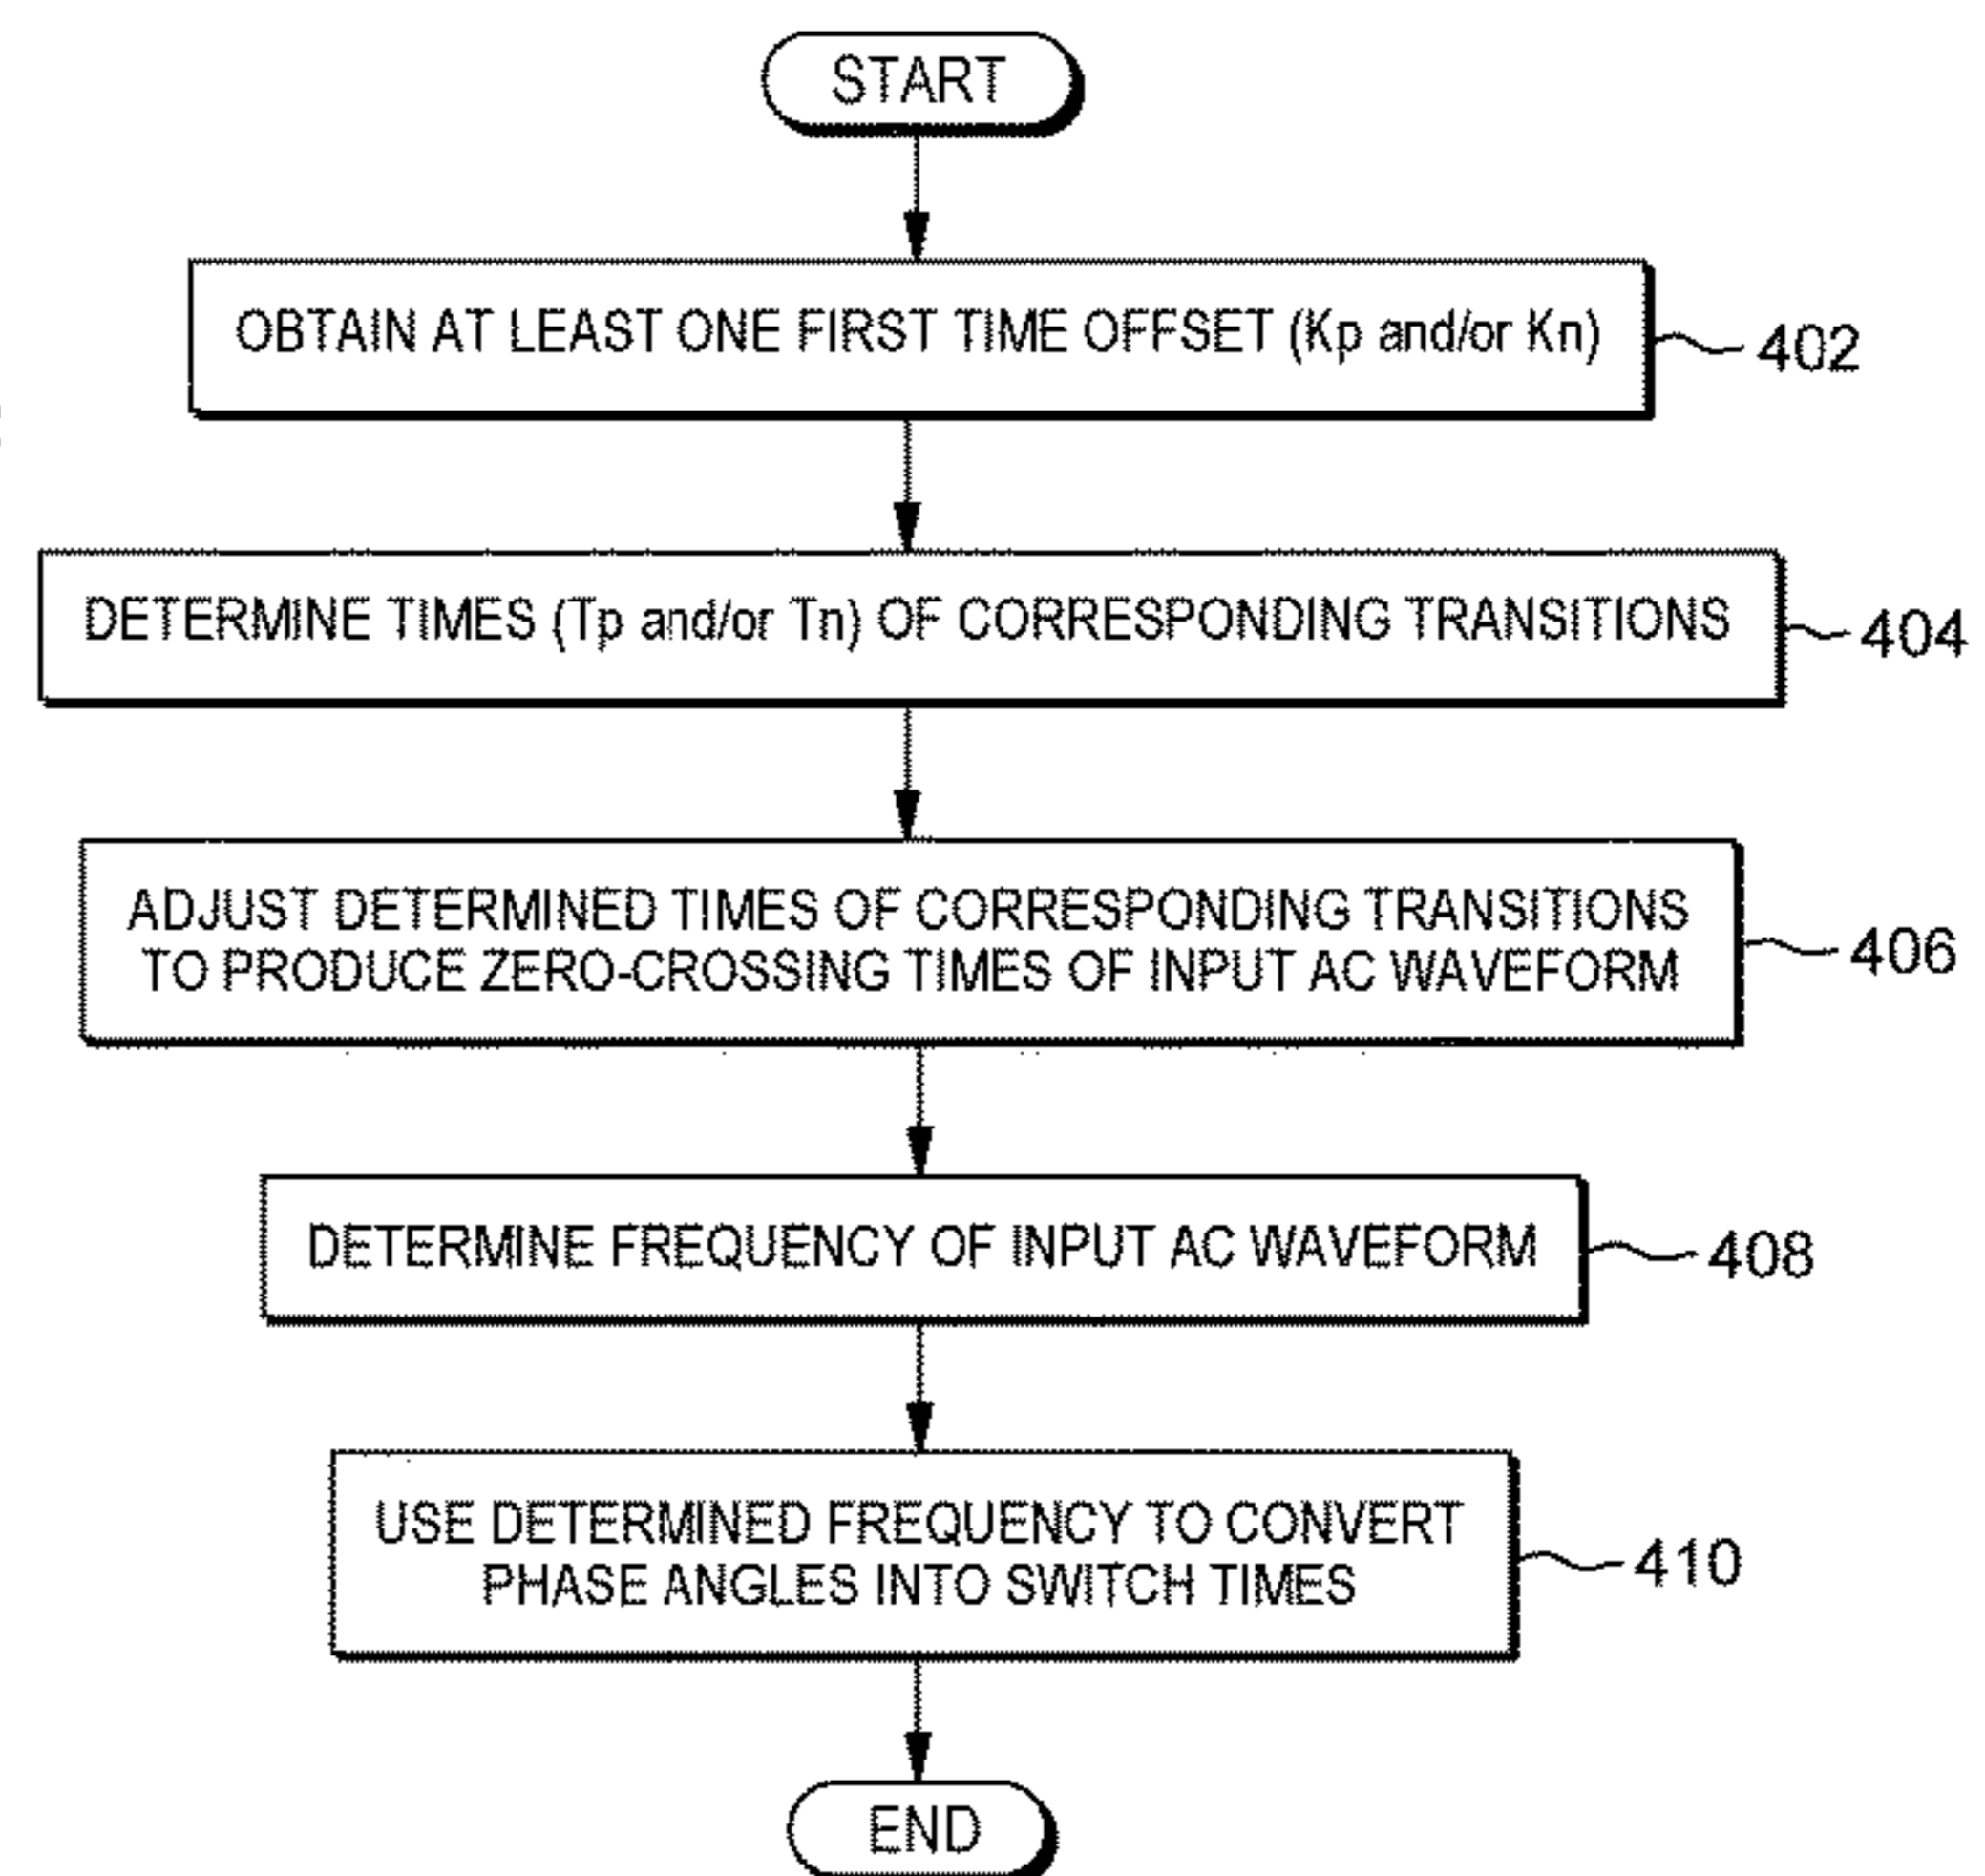 START
OBTAIN AT LEAST ONE FIRST TIME OFFSET (Kp and/or Kn)
402
DETERMINE TIMES (Tp and/or Tn) OF CORRESPONDING TRANSITIONS
404
ADJUST DETERMINED TIMES OF CORRESPONDING TRANSITIONS
TO PRODUCE ZERO-CROSSING TIMES OF INPUT AC WAVEFORM
406
DETERMINE FREQUENCY OF INPUT AC WAVEFORM
408
USE DETERMINED FREQUENCY TO CONVERT
PHASE ANGLES INTO SWITCH TIMES
410
END